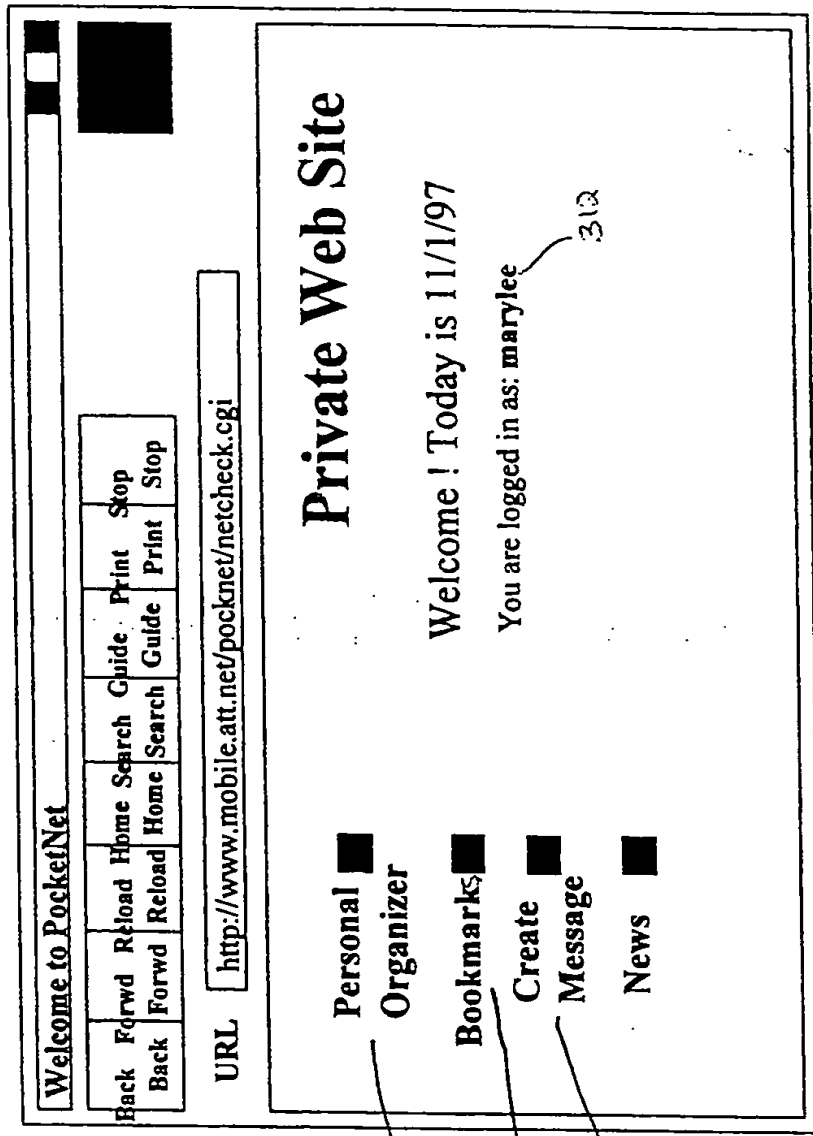 Welcome to PocketNet
Back Forwd Reload Home Search Guide Print Stop
Back Forwd Reload Home Search Guide Print Stop
URL http://www.mobile.att.net/pocknet/netcheck.cgi
Private Web Site
Welcome ! Today is 11/1/97
You are logged in as: marylee
312
Personal
Organizer
Bookmarks
Create
Message
News